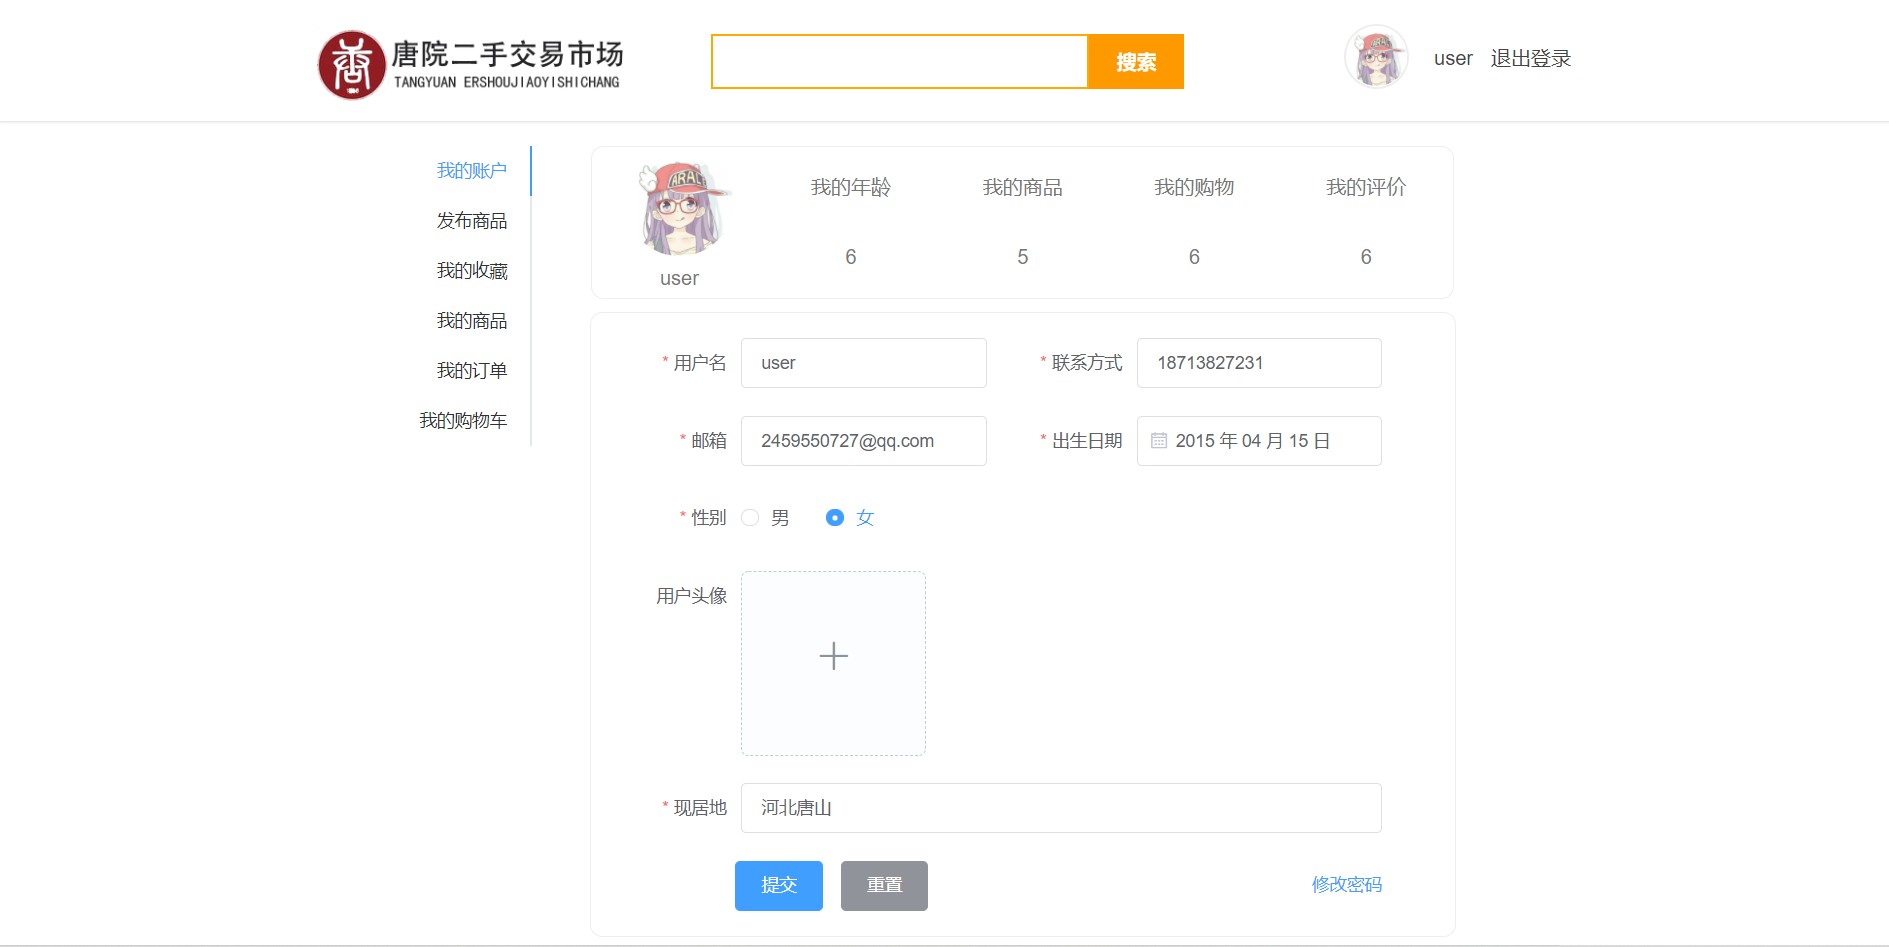 唐院二手交易市场
TANGYUAN ERSHOUJIAOYISHICHANG
搜索
user 退出登录
我的账户
发布商品
我的收藏
我的商品
我的订单
我的购物车
ARALE
user
我的年龄 我的商品 我的购物 我的评价
6 5 6 6
* 用户名 user * 联系方式 18713827231
* 邮箱 2459550727@qq.com * 出生日期 2015 年 04 月 15 日
* 性别 男 女
用户头像
* 现居地 河北唐山
提交 重置 修改密码